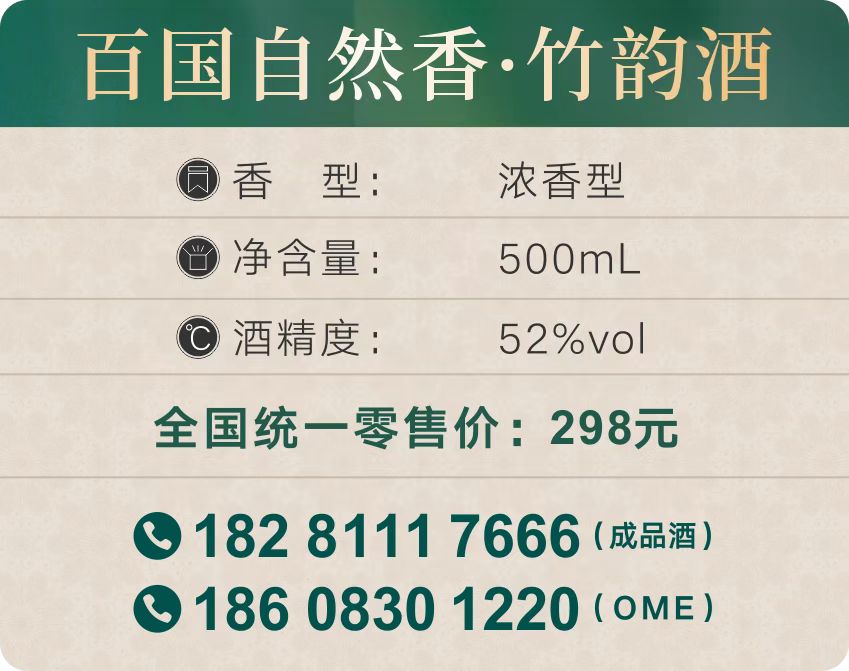 百国自然香·竹韵酒
香 型： 浓香型
净含量： 500mL
酒精度： 52%vol
全国统一零售价：298元
182 8111 7666（成品酒）
186 0830 1220（OME）